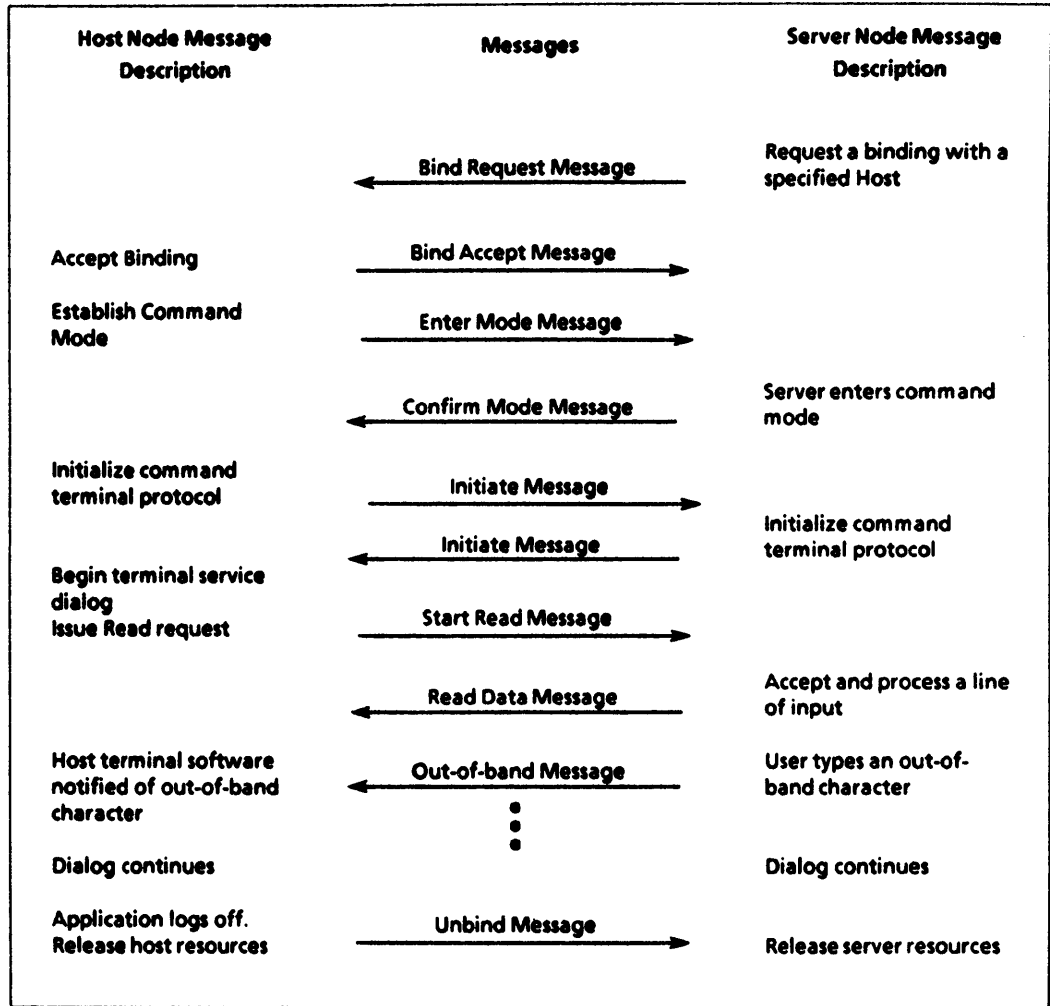 Host Node Message
Description
Messages
Server Node Message
Description
Bind Request Message
Request a binding with a
specified Host
Accept Binding
Bind Accept Message
Establish Command
Mode
Enter Mode Message
Confirm Mode Message
Server enters command
mode
Initialize command
terminal protocol
Initiate Message
Initiate Message
Initialize command
terminal protocol
Begin terminal service
dialog
Issue Read request
Start Read Message
Read Data Message
Accept and process a line
of input
Host terminal software
notified of out-of-band
character
Out-of-band Message
User types an out-of-
band character
Dialog continues
Dialog continues
Application logs off.
Release host resources
Unbind Message
Release server resources